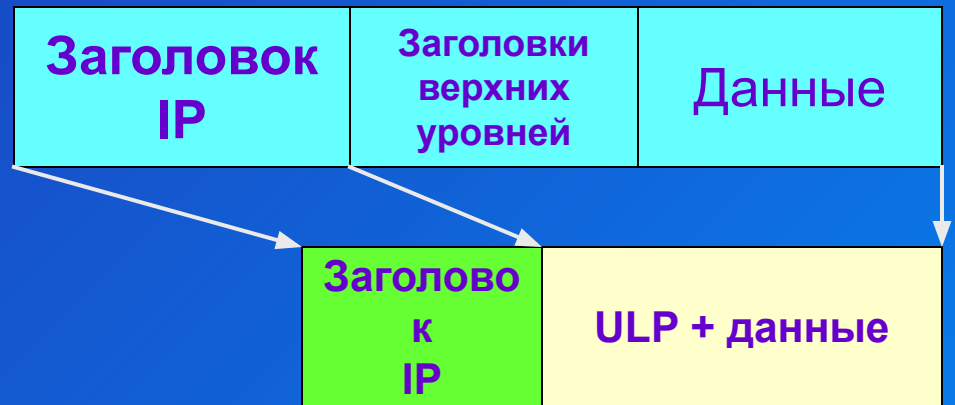 Заголовок
IP
Заголовки
верхних
уровней
Данные
Заголово
к
IP
ULP + данные